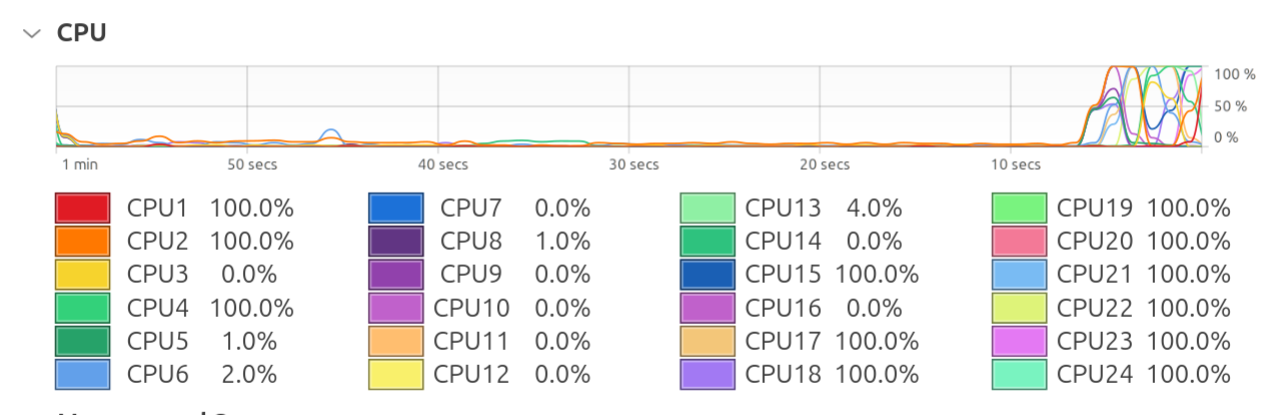 CPU
100 %
50 %
0 %
1 min 50 secs 40 secs 30 secs 20 secs 10 secs
CPU1 100.0% CPU7 0.0% CPU13 4.0% CPU19 100.0%
CPU2 100.0% CPU8 1.0% CPU14 0.0% CPU20 100.0%
CPU3 0.0% CPU9 0.0% CPU15 100.0% CPU21 100.0%
CPU4 100.0% CPU10 0.0% CPU16 0.0% CPU22 100.0%
CPU5 1.0% CPU11 0.0% CPU17 100.0% CPU23 100.0%
CPU6 2.0% CPU12 0.0% CPU18 100.0% CPU24 100.0%